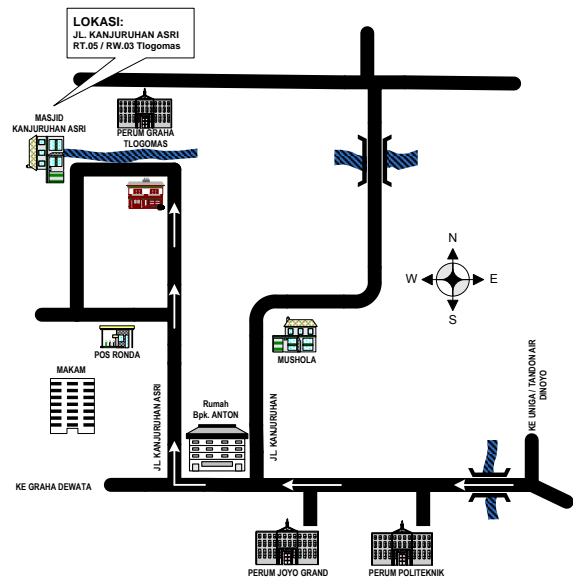 LOKASI:
JL. KANJURUHAN ASRI
RT.05 / RW.03 Tlogomas
MASJID
KANJURUHAN ASRI
PERUM GRAHA
TLOGOMAS
N
W
E
S
POS RONDA
MUSHOLA
MAKAM
Rumah
Bpk. ANTON
JL. KANJURUHAN ASRI
JL. KANJURUHAN
KE UNIGA / TANDON AIR
DINOYO
KE GRAHA DEWATA
PERUM JOYO GRAND
PERUM POLITEKNIK